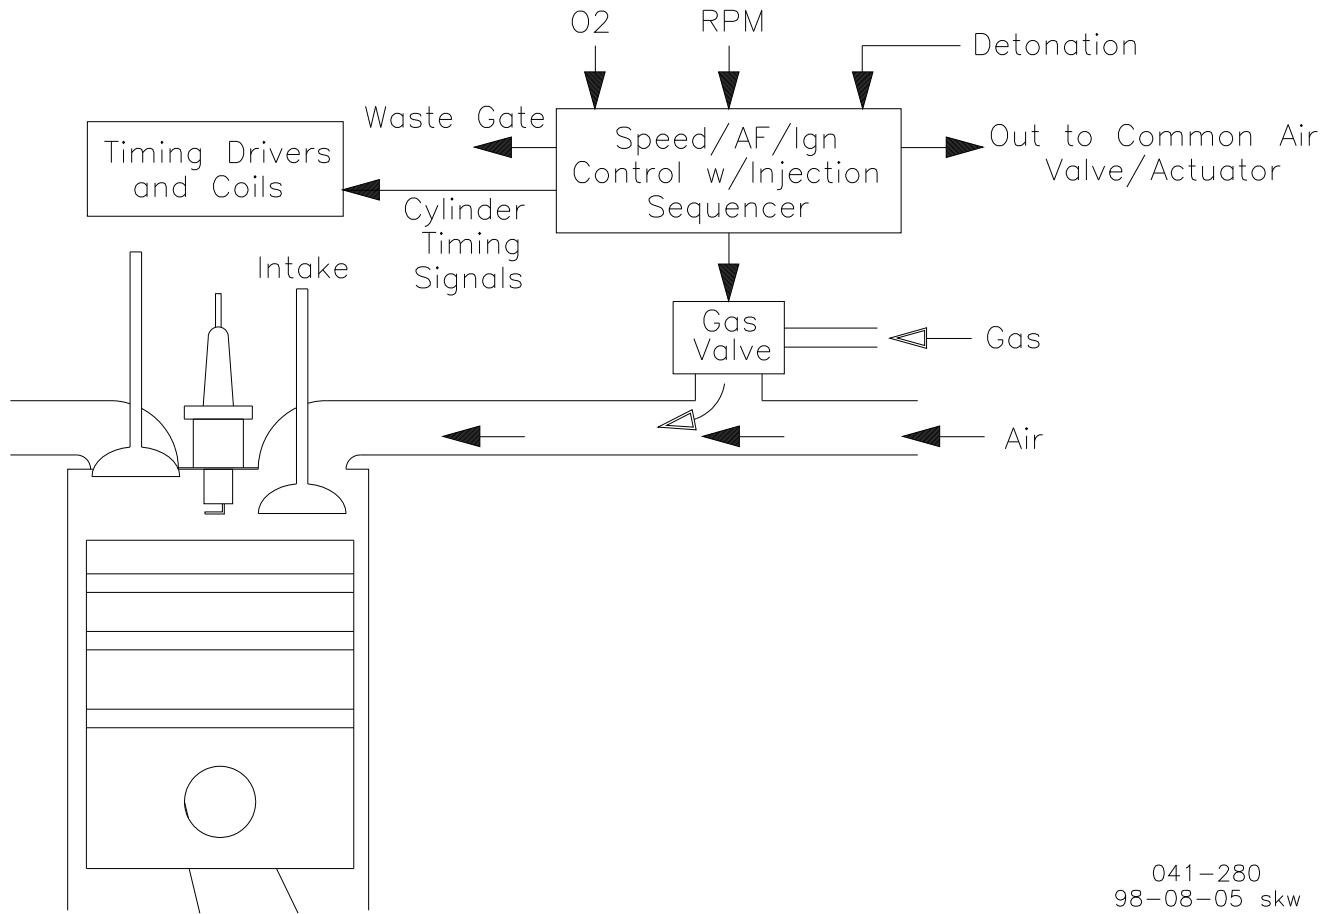 O2
RPM
Detonation
Waste Gate
Speed/AF/Ign
Control w/Injection
Sequencer
Out to Common Air
Valve/Actuator
Timing Drivers
and Coils
Cylinder
Timing
Signals
Intake
Gas
Valve
Gas
Air
041-280
98-08-05 skw